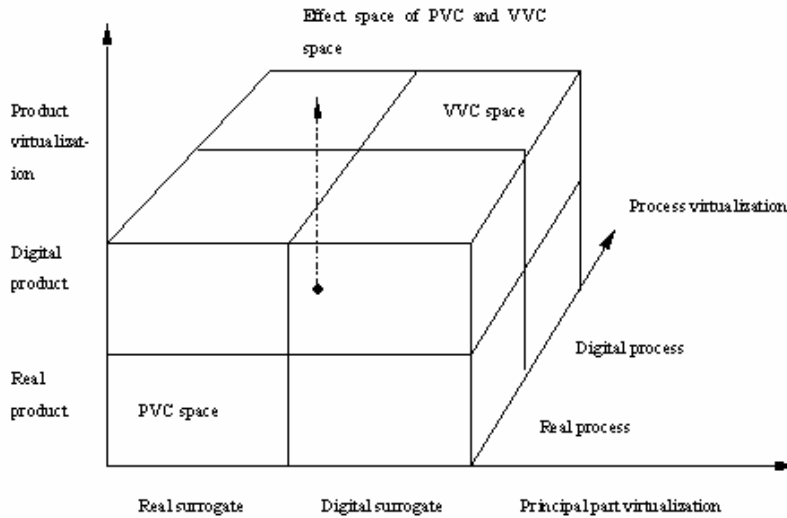 Effect space of PVC and VVC
space
Product
virtualizat-
ion
VVC space
Process virtualization
Digital
product
Digital process
Real
product
PVC space
Real process
Real surrogate
Digital surrogate
Principal part virtualization